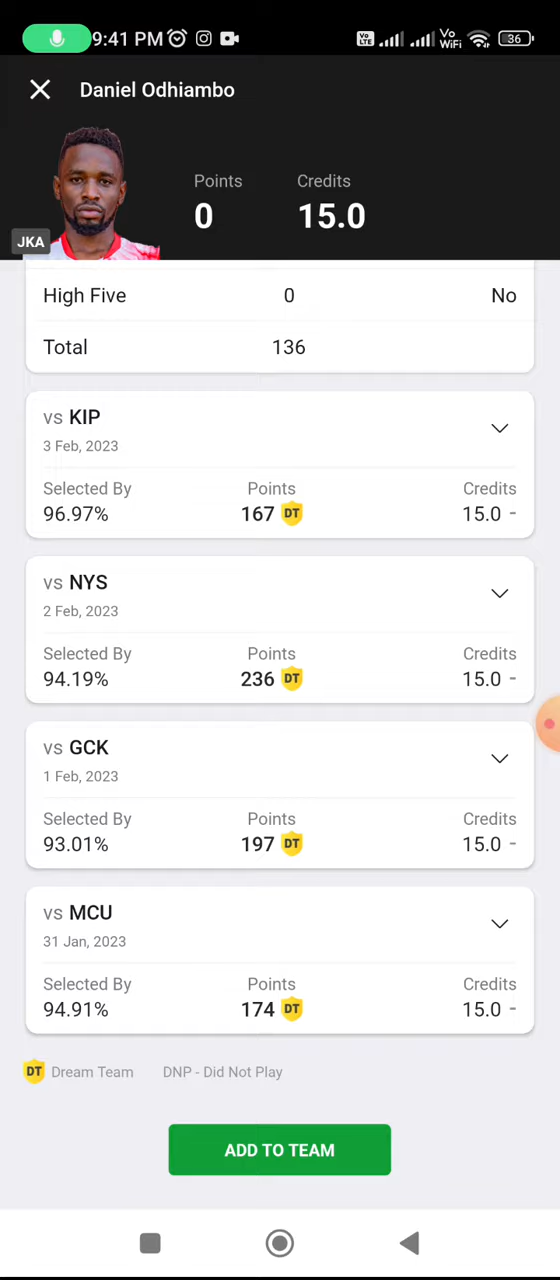 9:41 PM Vo LTE Vo WiFi 36
Daniel Odhiambo
Points Credits
0 15.0
JKA
High Five 0 No
Total 136
vs KIP
3 Feb, 2023
Selected By Points Credits
96.97% 167 DT 15.0 -
vs NYS
2 Feb, 2023
Selected By Points Credits
94.19% 236 DT 15.0 -
vs GCK
1 Feb, 2023
Selected By Points Credits
93.01% 197 DT 15.0 -
vs MCU
31 Jan, 2023
Selected By Points Credits
94.91% 174 DT 15.0 -
DT Dream Team DNP - Did Not Play
ADD TO TEAM